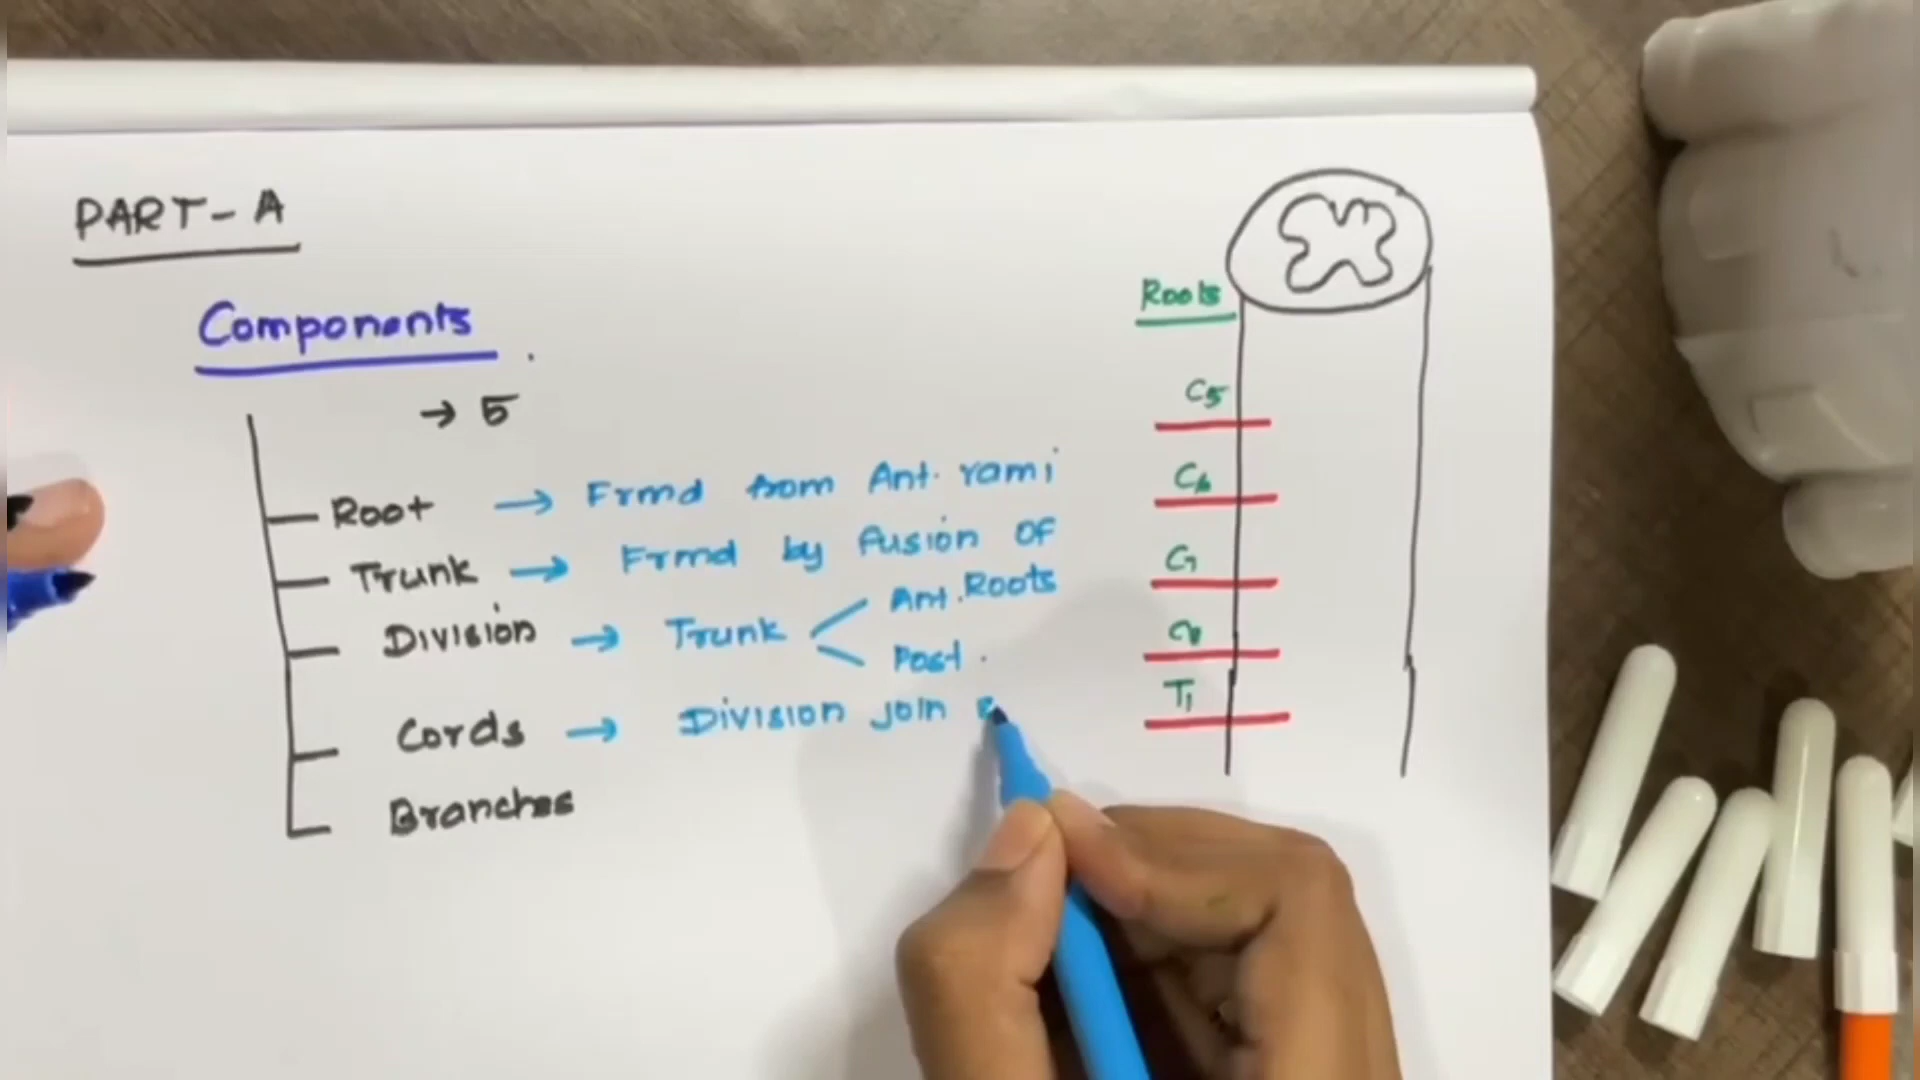 PART - A
Components
→ 5
Root → Frmd from Ant. rami
Trunk → Frmd by fusion of
Roots
Division → Trunk Ant.
Post.
Cords → Division join
Branches
Roots
C5
C6
C7
C8
T1